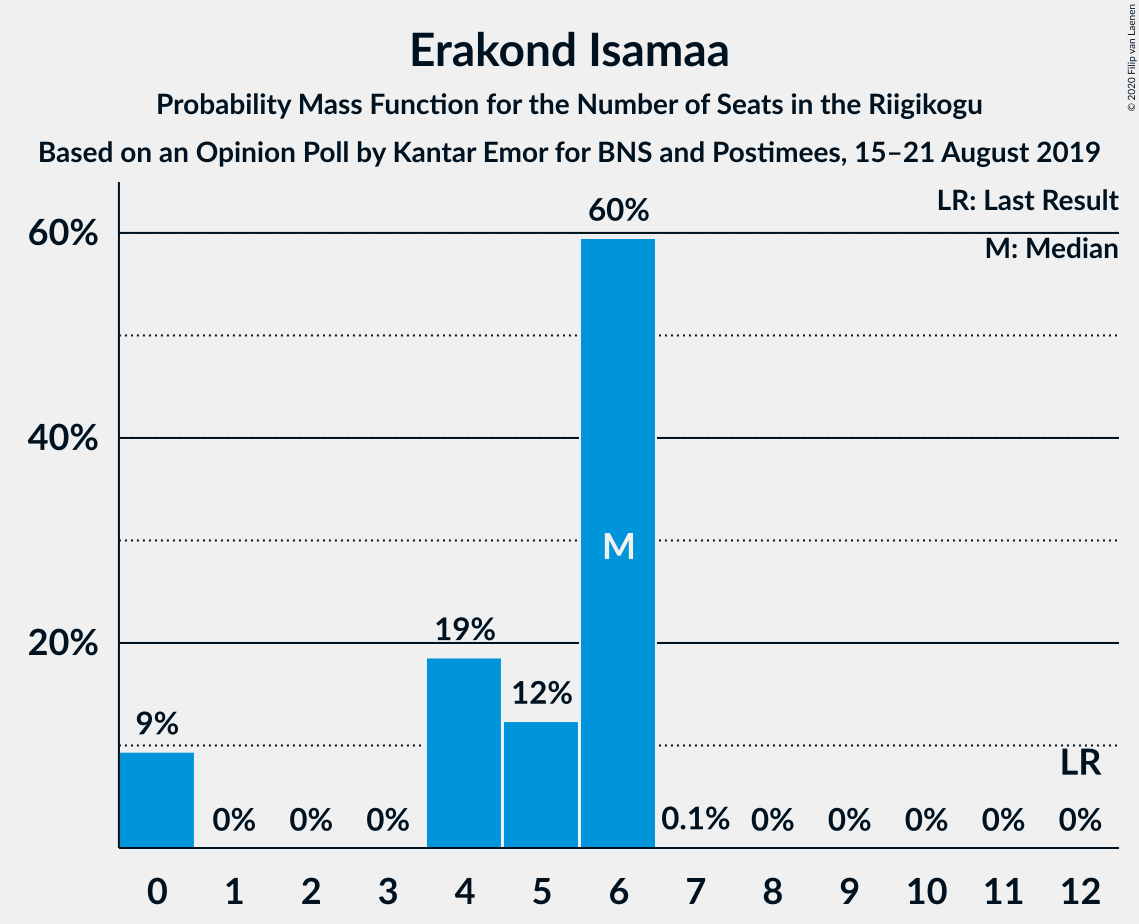 Erakond Isamaa
Probability Mass Function for the Number of Seats in the Riigikogu
Based on an Opinion Poll by Kantar Emor for BNS and Postimees, 15–21 August 2019
© 2020 Filip van Laenen
LR: Last Result
M: Median
60%
40%
20%
9%
0%
0%
0%
19%
12%
60%
M
0.1%
0%
0%
0%
0%
LR
0%
0 1 2 3 4 5 6 7 8 9 10 11 12